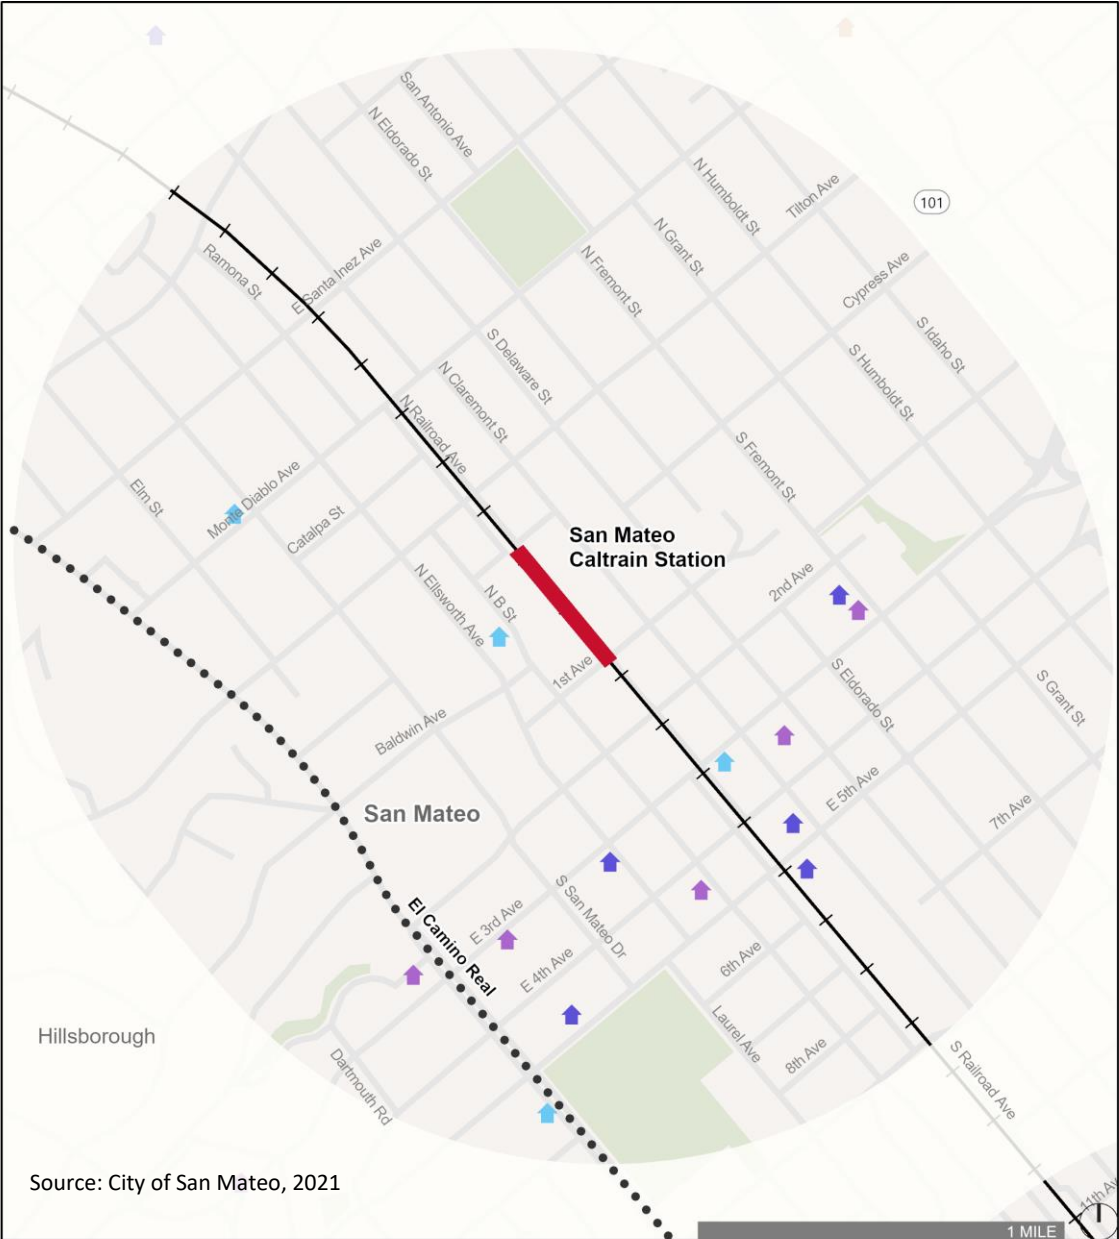 San Antonio Ave
N Eldorado St
N Humboldt St
Tilton Ave
101
N Grant St
Ramona St
E Santa Inez Ave
N Fremont St
Cypress Ave
S Idaho St
S Delaware St
S Humboldt St
N Claremont St
N Railroad Ave
S Fremont St
Elm St
Monte Diablo Ave
Catalpa St
San Mateo
Caltrain Station
2nd Ave
N Ellsworth Ave
N B St
1st Ave
S Eldorado St
S Grant St
Baldwin Ave
E 5th Ave
7th Ave
San Mateo
El Camino Real
E 3rd Ave
S San Mateo Dr
E 4th Ave
6th Ave
Hillsborough
Laurel Ave
8th Ave
Dartmouth Rd
S Railroad Ave
Source: City of San Mateo, 2021
11th Av
1 MILE